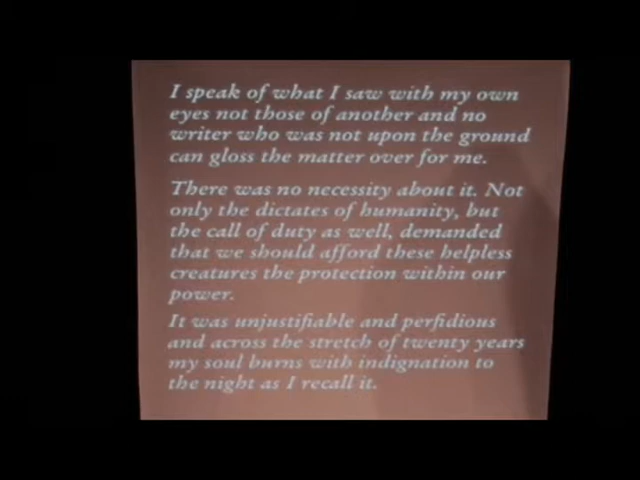 I speak of what I saw with my own
eyes not those of another and no
writer who was not upon the ground
can gloss the matter over for me.
There was no necessity about it. Not
only the dictates of humanity, but
the call of duty as well, demanded
that we should afford these helpless
creatures the protection within our
power.
It was unjustifiable and perfidious
and across the stretch of twenty years
my soul burns with indignation to
the night as I recall it.